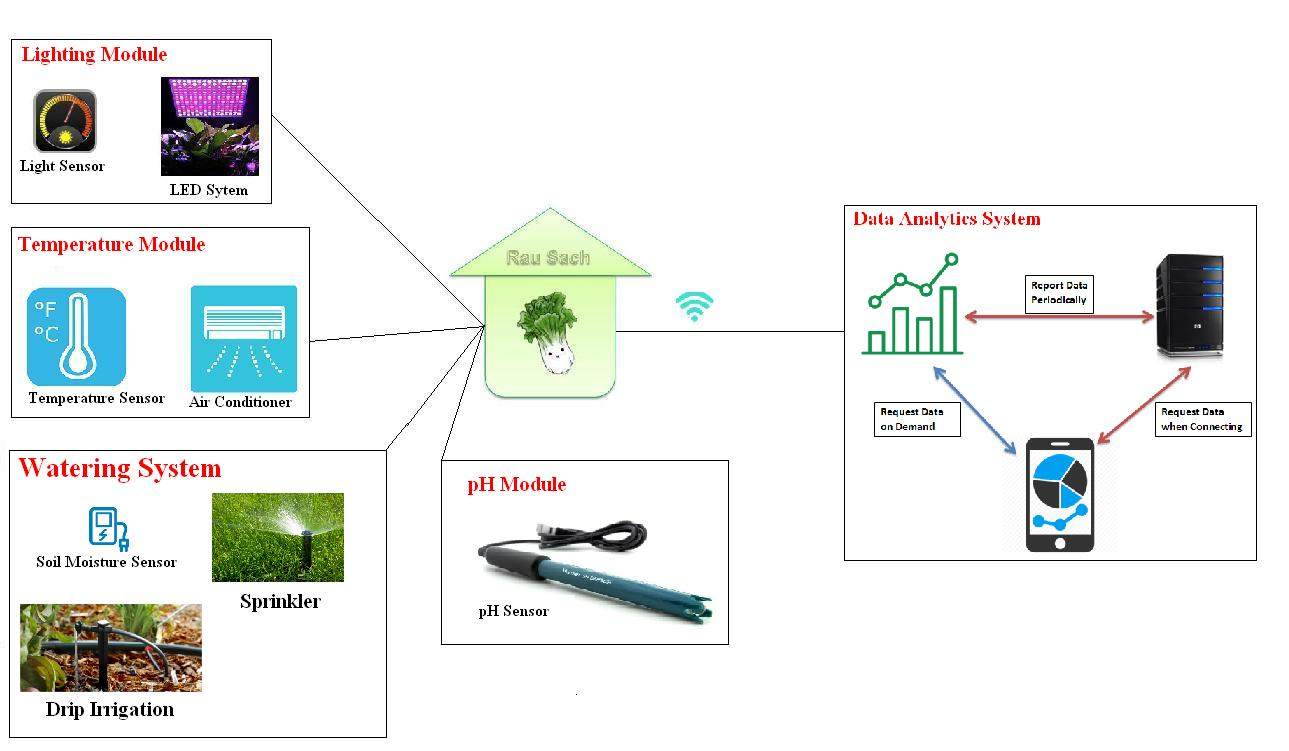 Lighting Module
Light Sensor
LED Sytem
Temperature Module
°F
°C
Temperature Sensor
Air Conditioner
Watering System
Soil Moisture Sensor
Sprinkler
Drip Irrigation
Rau Sach
pH Module
pH Sensor
Data Analytics System
Report Data
Periodically
Request Data
on Demand
Request Data
when Connecting